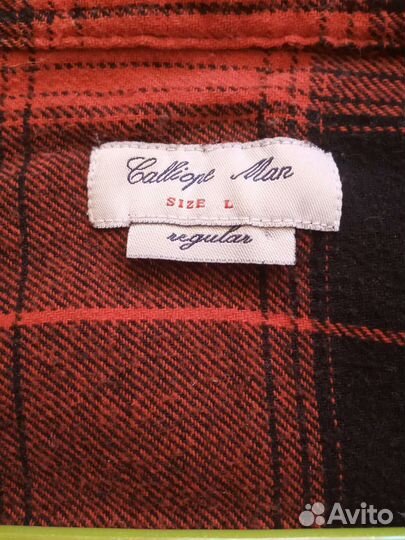 Calliope Man
SIZE L
regular
Avito